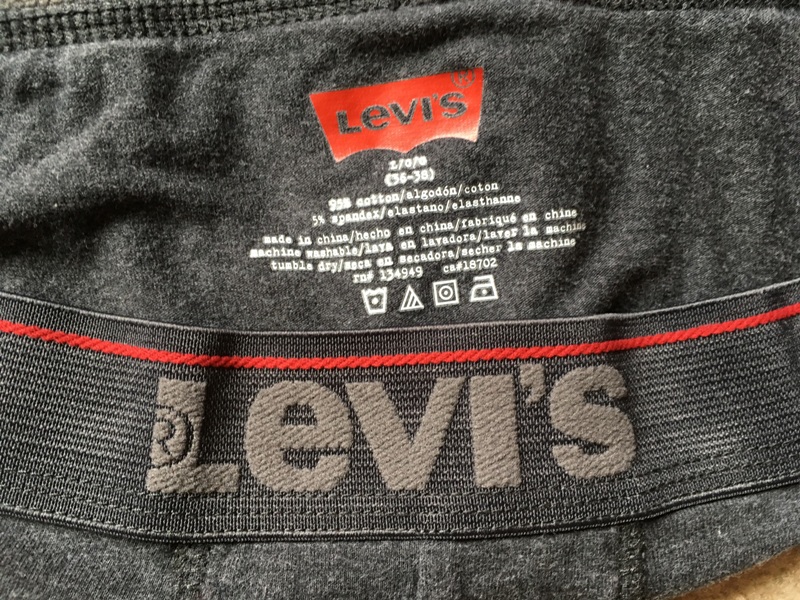 Levi's ®
L/G/G
(36-38)
95% cotton/algodón/coton
5% spandex/elastano/elasthanne
made in china/hecho en china/fabriqué en chine
machine washable/lava en lavadora/laver la machine
tumble dry/seca en secadora/secher le machine
rn# 134949 ca#18702
Levi's
®